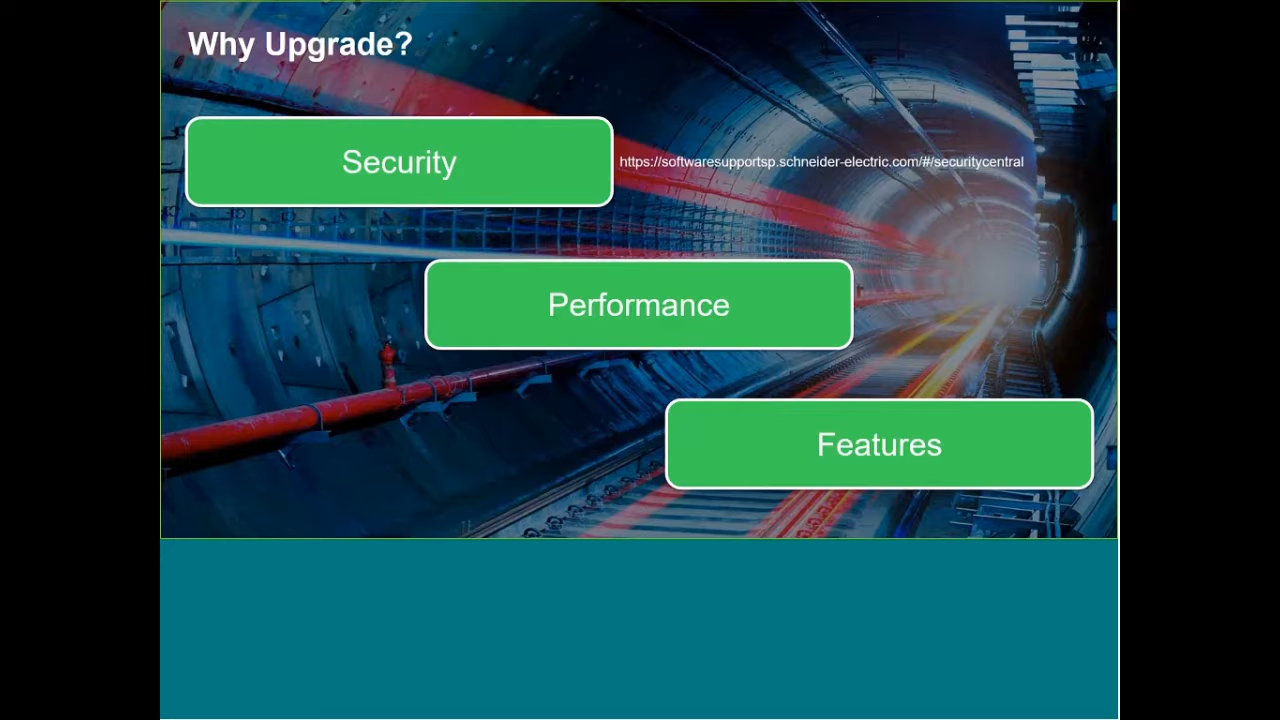 Why Upgrade?
Security
https://softwaresupportsp.schneider-electric.com/#/securitycentral
Performance
Features